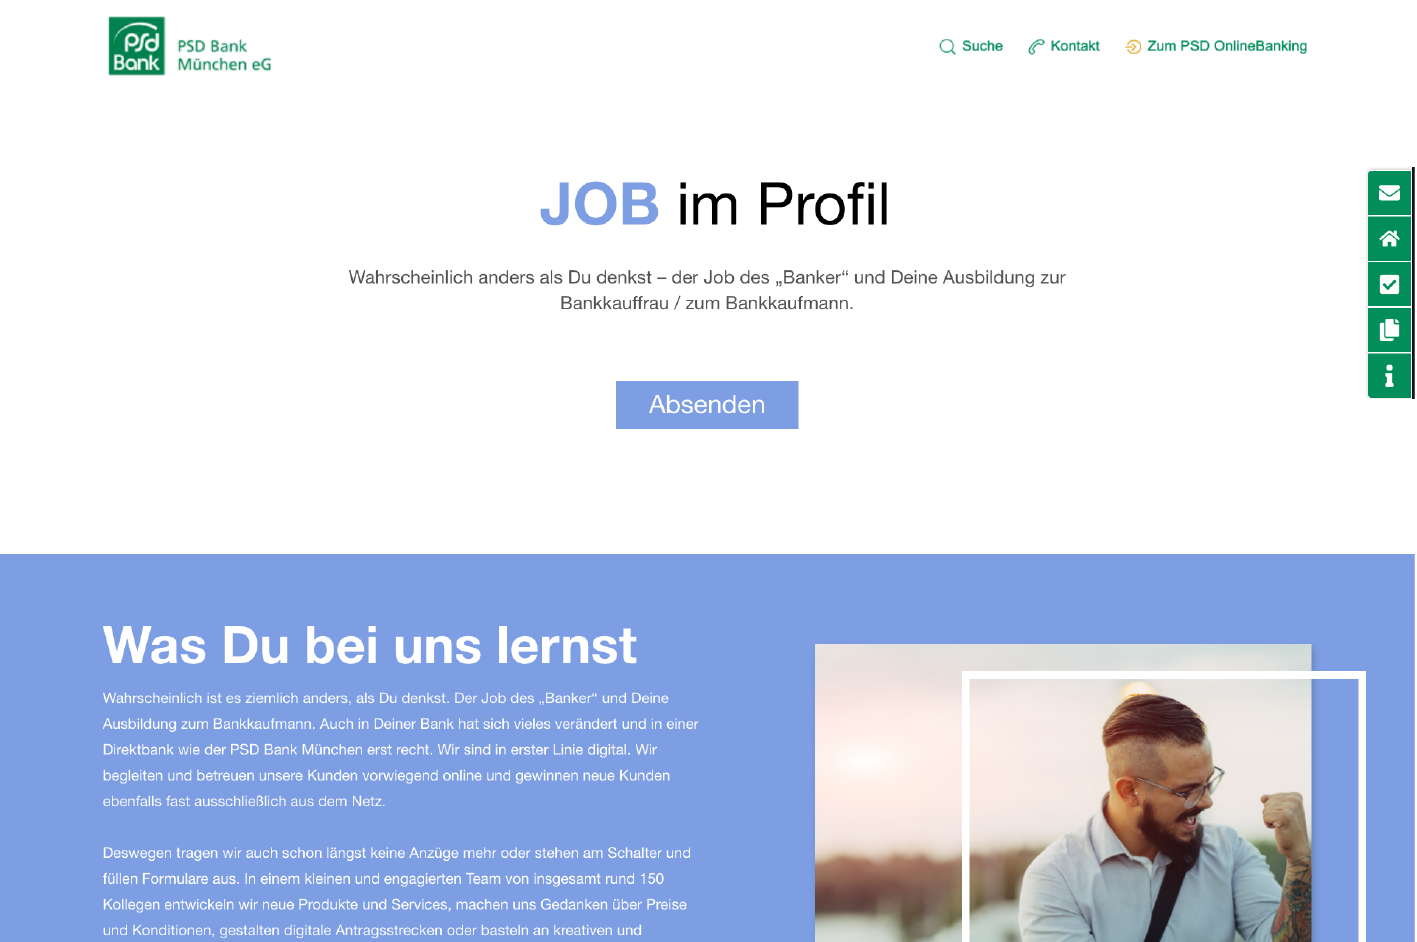 psd
Bank
PSD Bank
München eG
Suche
Kontakt
Zum PSD OnlineBanking
JOB im Profil
Wahrscheinlich anders als Du denkst – der Job des „Banker“ und Deine Ausbildung zur
Bankkauffrau / zum Bankkaufmann.
Absenden
Was Du bei uns lernst
Wahrscheinlich ist es ziemlich anders, als Du denkst. Der Job des „Banker“ und Deine
Ausbildung zum Bankkaufmann. Auch in Deiner Bank hat sich vieles verändert und in einer
Direktbank wie der PSD Bank München erst recht. Wir sind in erster Linie digital. Wir
begleiten und betreuen unsere Kunden vorwiegend online und gewinnen neue Kunden
ebenfalls fast ausschließlich aus dem Netz.
Deswegen tragen wir auch schon längst keine Anzüge mehr oder stehen am Schalter und
füllen Formulare aus. In einem kleinen und engagierten Team von insgesamt rund 150
Kollegen entwickeln wir neue Produkte und Services, machen uns Gedanken über Preise
und Konditionen, gestalten digitale Antragsstrecken oder basteln an kreativen und